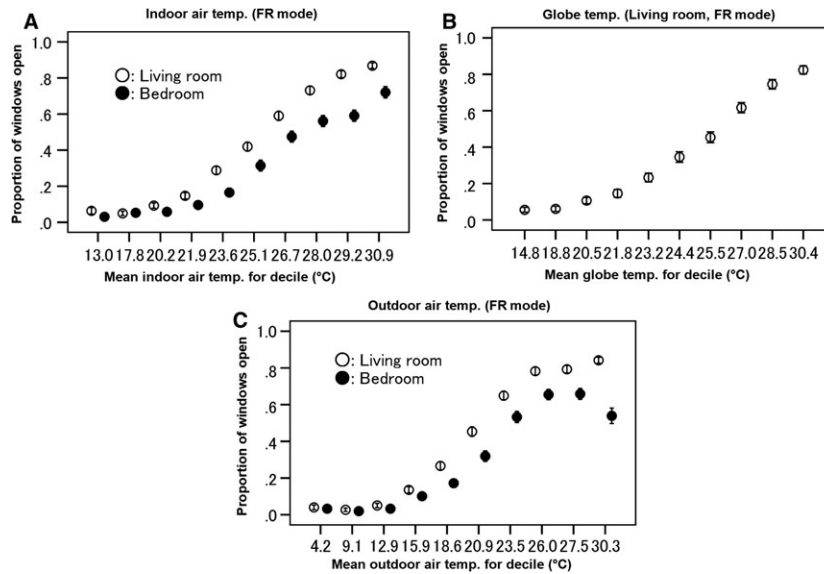 A
Indoor air temp. (FR mode)
Proportion of windows open
1.0
.8
.6
.4
.2
.0
○: Living room
●: Bedroom
13.0 17.8 20.2 21.9 23.6 25.1 26.7 28.0 29.2 30.9
Mean indoor air temp. for decile (°C)
B
Globe temp. (Living room, FR mode)
Proportion of windows open
1.0
.8
.6
.4
.2
.0
14.8 18.8 20.5 21.8 23.2 24.4 25.5 27.0 28.5 30.4
Mean globe temp. for decile (°C)
C
Outdoor air temp. (FR mode)
Proportion of windows open
1.0
.8
.6
.4
.2
.0
○: Living room
●: Bedroom
4.2 9.1 12.9 15.9 18.6 20.9 23.5 26.0 27.5 30.3
Mean outdoor air temp. for decile (°C)